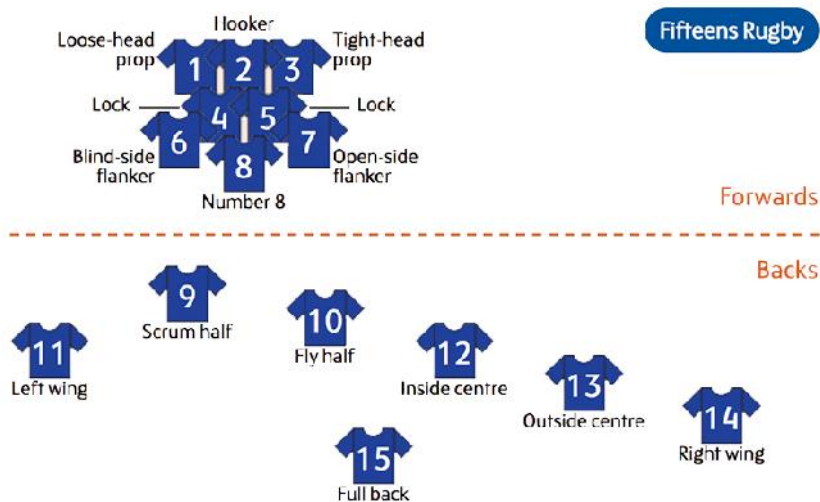 Hooker
Fifteens Rugby
Loose-head
prop
Tight-head
prop
1
2
3
Lock
Lock
4
5
6
7
Blind-side
flanker
8
Open-side
flanker
Number 8
Forwards
Backs
9
Scrum half
10
Fly half
11
Left wing
12
Inside centre
13
Outside centre
14
Right wing
15
Full back